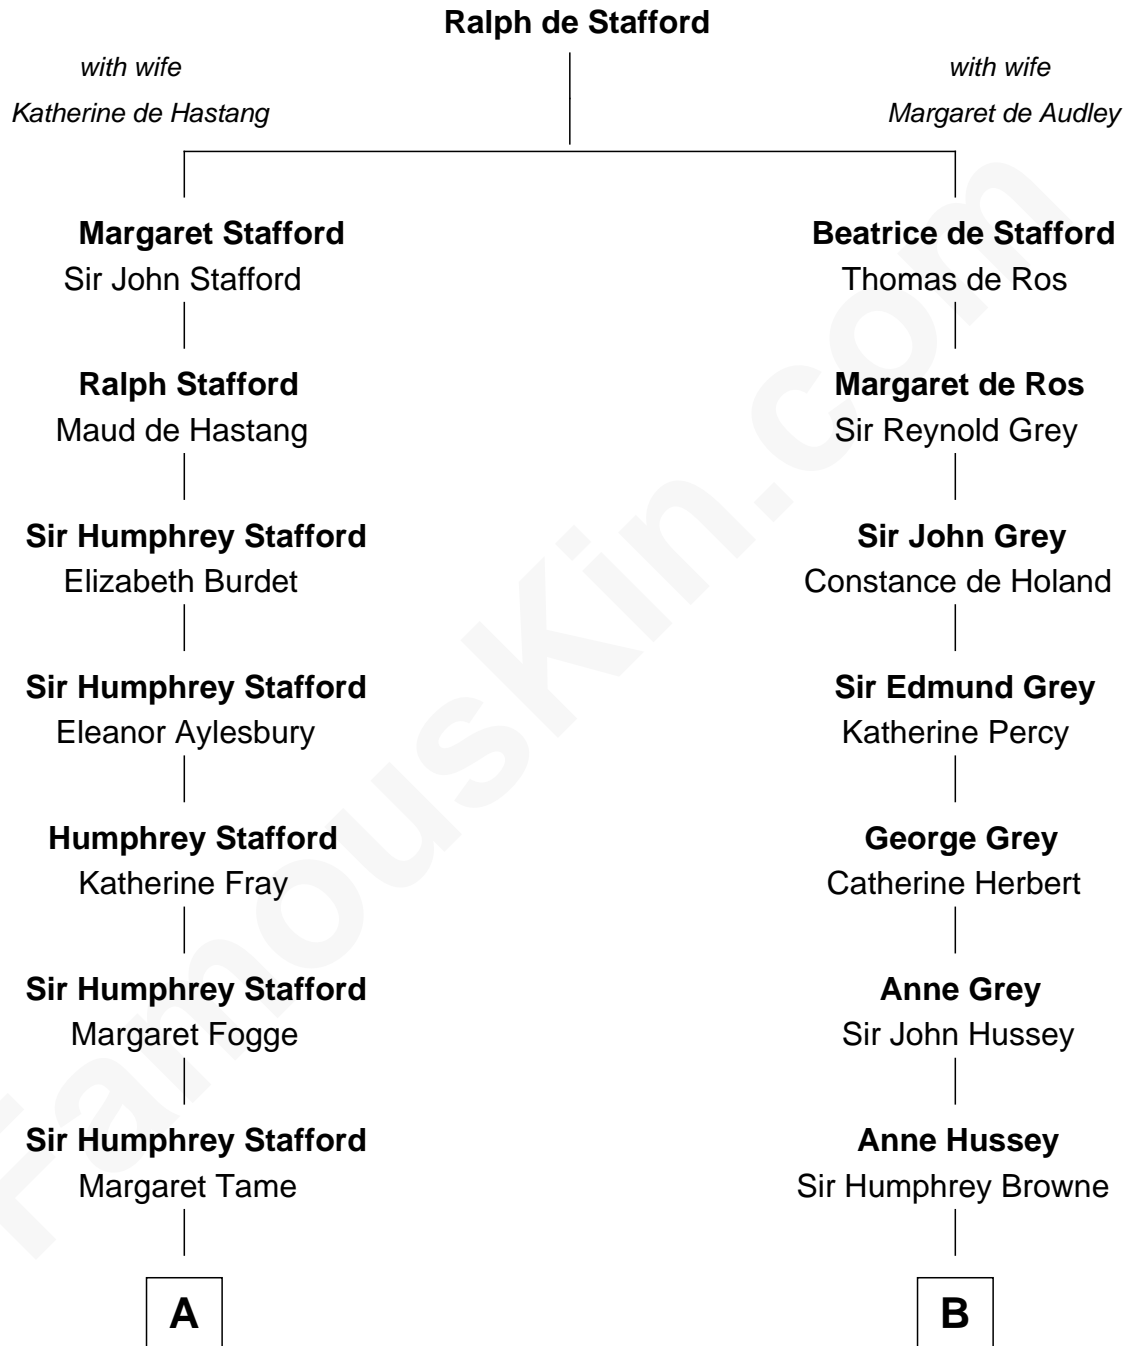 Ralph de Stafford
with wife
Katherine de Hastang
with wife
Margaret de Audley
Margaret Stafford
Sir John Stafford
Beatrice de Stafford
Thomas de Ros
Ralph Stafford
Maud de Hastang
Margaret de Ros
Sir Reynold Grey
Sir Humphrey Stafford
Elizabeth Burdet
Sir John Grey
Constance de Holand
Sir Humphrey Stafford
Eleanor Aylesbury
Sir Edmund Grey
Katherine Percy
Humphrey Stafford
Katherine Fray
George Grey
Catherine Herbert
Sir Humphrey Stafford
Margaret Fogge
Anne Grey
Sir John Hussey
Sir Humphrey Stafford
Margaret Tame
Anne Hussey
Sir Humphrey Browne
A
B
FamousKin.com